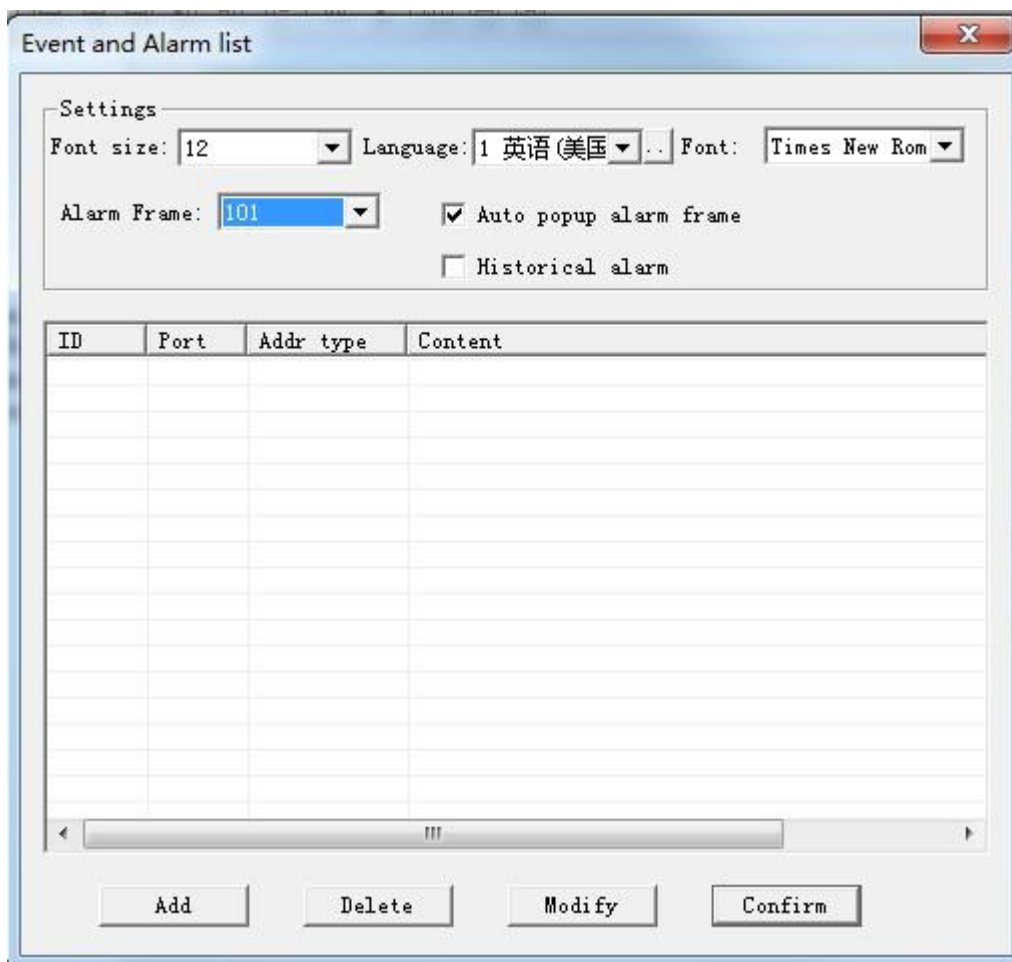 Event and Alarm list
Settings
Font size: 12 Language: 1 英语(美国 .. Font: Times New Rom
Alarm Frame: 101 Auto popup alarm frame
Historical alarm
ID Port Addr type Content
Add Delete Modify Confirm